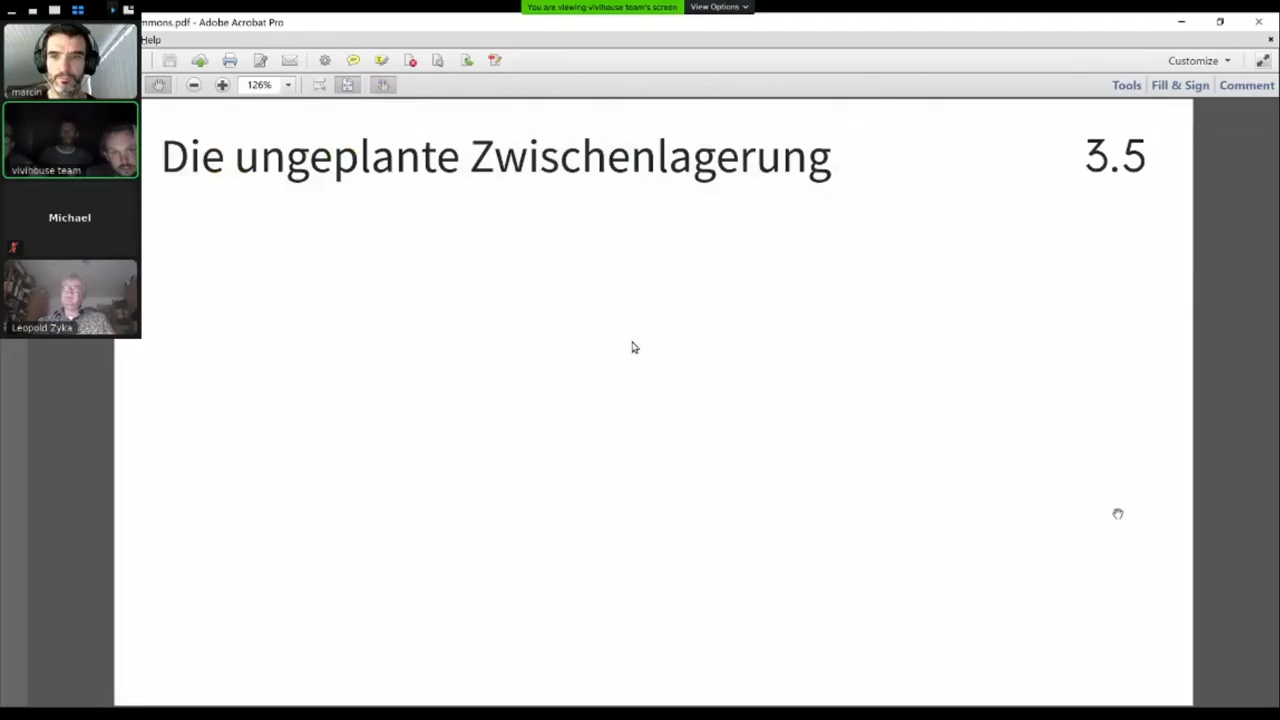 You are viewing vivihouse team's screen
View Options
mmons.pdf - Adobe Acrobat Pro
Help
Customize
126%
Tools
Fill & Sign
Comment
marcin
vivihouse team
Michael
Leopold Zyka
Die ungeplante Zwischenlagerung
3.5